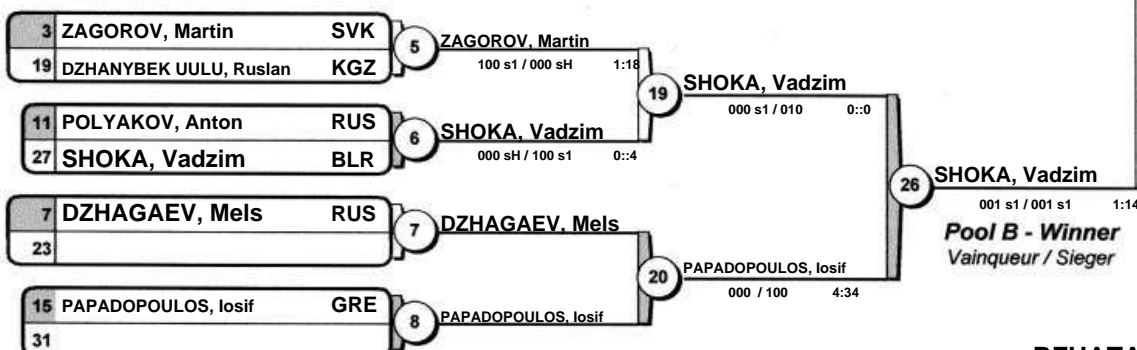 3 ZAGOROV, Martin SVK
19 DZHANYBEK UULU, Ruslan KGZ
5
ZAGOROV, Martin
100 s1 / 000 sH 1:18
11 POLYAKOV, Anton RUS
27 SHOKA, Vadzim BLR
6
SHOKA, Vadzim
000 sH / 100 s1 0::4
19
SHOKA, Vadzim
000 s1 / 010 0::0
7 DZHAGAEV, Mels RUS
23
7
DZHAGAEV, Mels
15 PAPADOPOULOS, Iosif GRE
31
8
PAPADOPOULOS, Iosif
20
PAPADOPOULOS, Iosif
000 / 100 4:34
26
SHOKA, Vadzim
001 s1 / 001 s1 1:14
Pool B - Winner
Vainqueur / Sieger